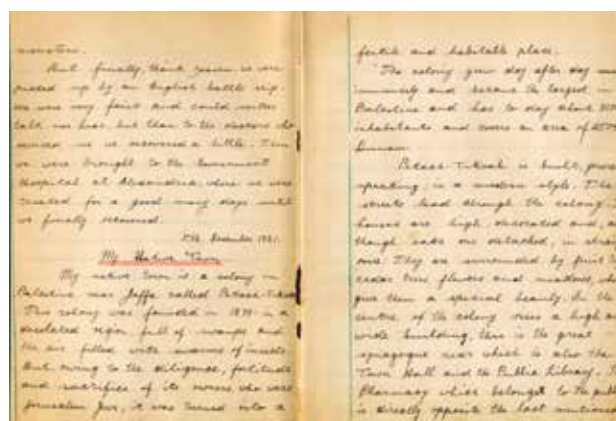 monsters.
But finally, thank heaven, we were
picked up by an English battle ship.
We were very faint and could neither
talk nor hear, but than to the doctors who
nursed us we recovered a little. Then
we were brought to the Government
Hospital at Alexandria, where we were
treated for a good many days until
we finally recovered.
December 1921.
My Native Town
My native town is a colony in
Palestine near Jaffa called Petach-Tikvah
This colony was founded in 1878 in a
desolated region full of swamps and
the air filled with swarms of insects.
But owing to the diligence, fortitude
and sacrifice of its owners, who were
Jerusalem Jews, it was turned into a
fertile and habitable place.
The colony grew day after day
immensely and became the largest in
Palestine and has to day about
inhabitants and covers an area of
Dunam.
Petach-Tikvah is built,
speaking, in a modern style.
streets lead through the colony
houses are high, decorated and,
though each one detached, in
They are surrounded by fruit
cedar trees flowers and meadows,
give them a special beauty. In the
centre of the colony rises a high and
wide building, this is the great
synagogue near which is also the
Town Hall and the Public Library.
Pharmacy which belongs to the
is directly opposite the last mentioned